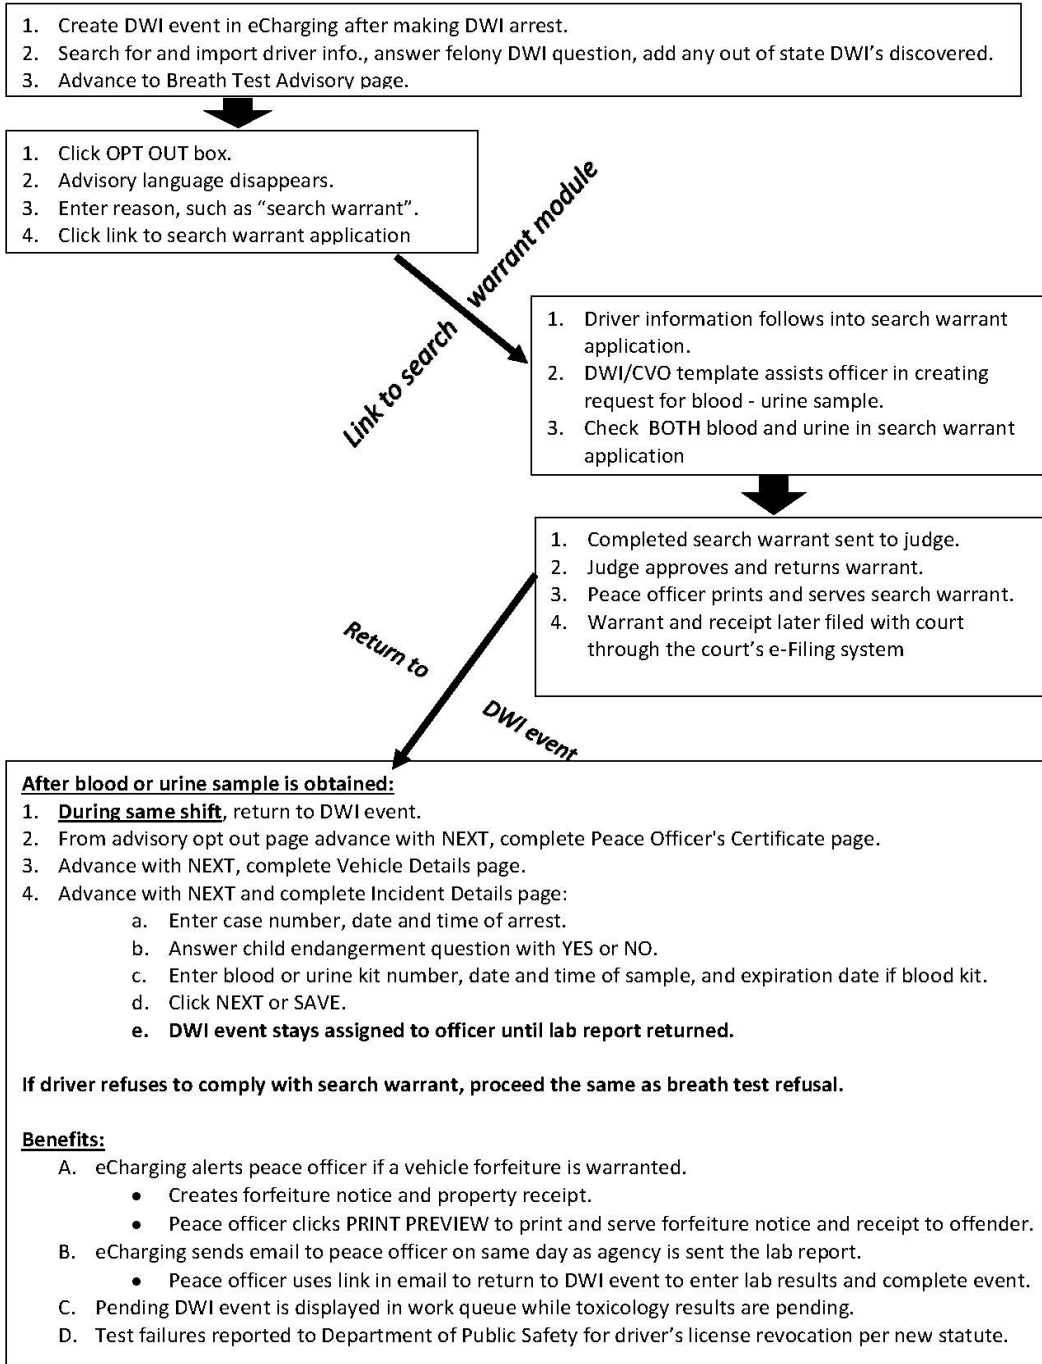 1. Create DWI event in eCharging after making DWI arrest.
2. Search for and import driver info., answer felony DWI question, add any out of state DWI's discovered.
3. Advance to Breath Test Advisory page.
1. Click OPT OUT box.
2. Advisory language disappears.
3. Enter reason, such as “search warrant”.
4. Click link to search warrant application
Link to search warrant module
1. Driver information follows into search warrant
application.
2. DWI/CVO template assists officer in creating
request for blood - urine sample.
3. Check BOTH blood and urine in search warrant
application
1. Completed search warrant sent to judge.
2. Judge approves and returns warrant.
3. Peace officer prints and serves search warrant.
4. Warrant and receipt later filed with court
through the court’s e-Filing system
Return to
DWI event
After blood or urine sample is obtained:
1. During same shift, return to DWI event.
2. From advisory opt out page advance with NEXT, complete Peace Officer's Certificate page.
3. Advance with NEXT, complete Vehicle Details page.
4. Advance with NEXT and complete Incident Details page:
a. Enter case number, date and time of arrest.
b. Answer child endangerment question with YES or NO.
c. Enter blood or urine kit number, date and time of sample, and expiration date if blood kit.
d. Click NEXT or SAVE.
e. DWI event stays assigned to officer until lab report returned.
If driver refuses to comply with search warrant, proceed the same as breath test refusal.
Benefits:
A. eCharging alerts peace officer if a vehicle forfeiture is warranted.
• Creates forfeiture notice and property receipt.
• Peace officer clicks PRINT PREVIEW to print and serve forfeiture notice and receipt to offender.
B. eCharging sends email to peace officer on same day as agency is sent the lab report.
• Peace officer uses link in email to return to DWI event to enter lab results and complete event.
C. Pending DWI event is displayed in work queue while toxicology results are pending.
D. Test failures reported to Department of Public Safety for driver’s license revocation per new statute.